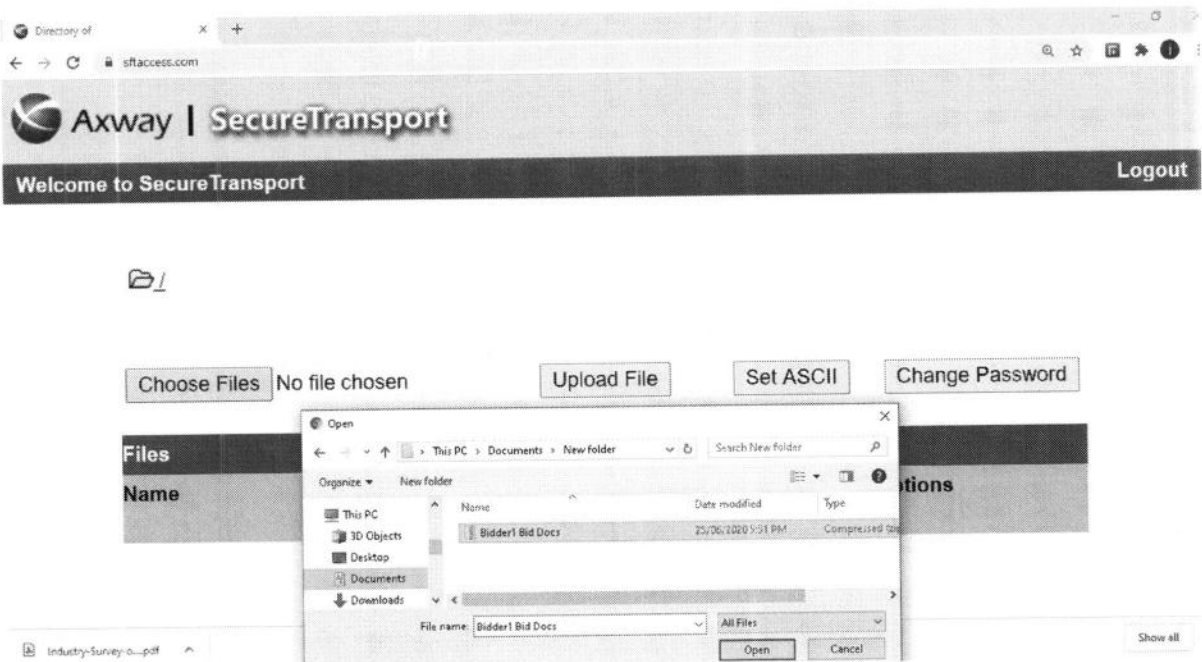 Directory of
sftaccess.com
Axway | SecureTransport
Welcome to SecureTransport Logout
/
Choose Files No file chosen Upload File Set ASCII Change Password
Open
This PC > Documents > New folder Search New folder
Organize New folder
Files
Name
Name Date modified Type
This PC
Bidder1 Bid Docs 25/06/2020 5:51 PM Compressed
3D Objects
Desktop
Documents
Downloads
File name: Bidder1 Bid Docs All Files
Open Cancel
Industry-Survey-o....pdf Show all